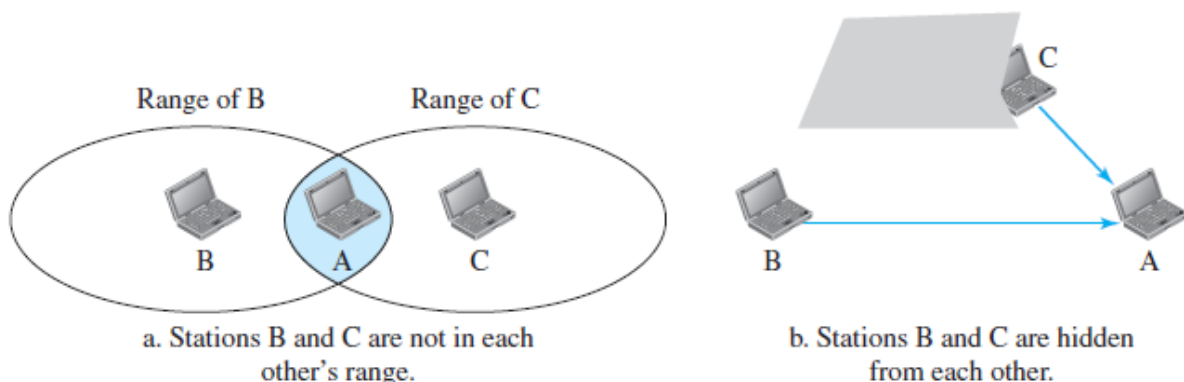 Range of B
Range of C
B
A
C
a. Stations B and C are not in each
other's range.
C
B
A
b. Stations B and C are hidden
from each other.